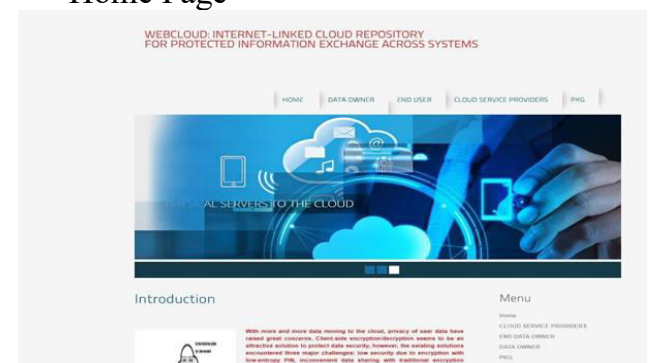 Home Page
WEBCLOUD: INTERNET-LINKED CLOUD REPOSITORY
FOR PROTECTED INFORMATION EXCHANGE ACROSS SYSTEMS
HOME DATA OWNER END USER CLOUD SERVICE PROVIDERS PKG
PHYSICAL SERVERS TO THE CLOUD
Introduction
With more and more data moving to the cloud, privacy of user data have
raised great concerns. Client-side encryption/decryption seems to be an
attractive solution to protect data security, however, the existing solutions
encountered three major challenges: low security due to encryption with
low-entropy PIN, inconvenient data sharing with traditional encryption
Menu
Home
CLOUD SERVICE PROVIDERS
END DATA OWNER
DATA OWNER
PKG